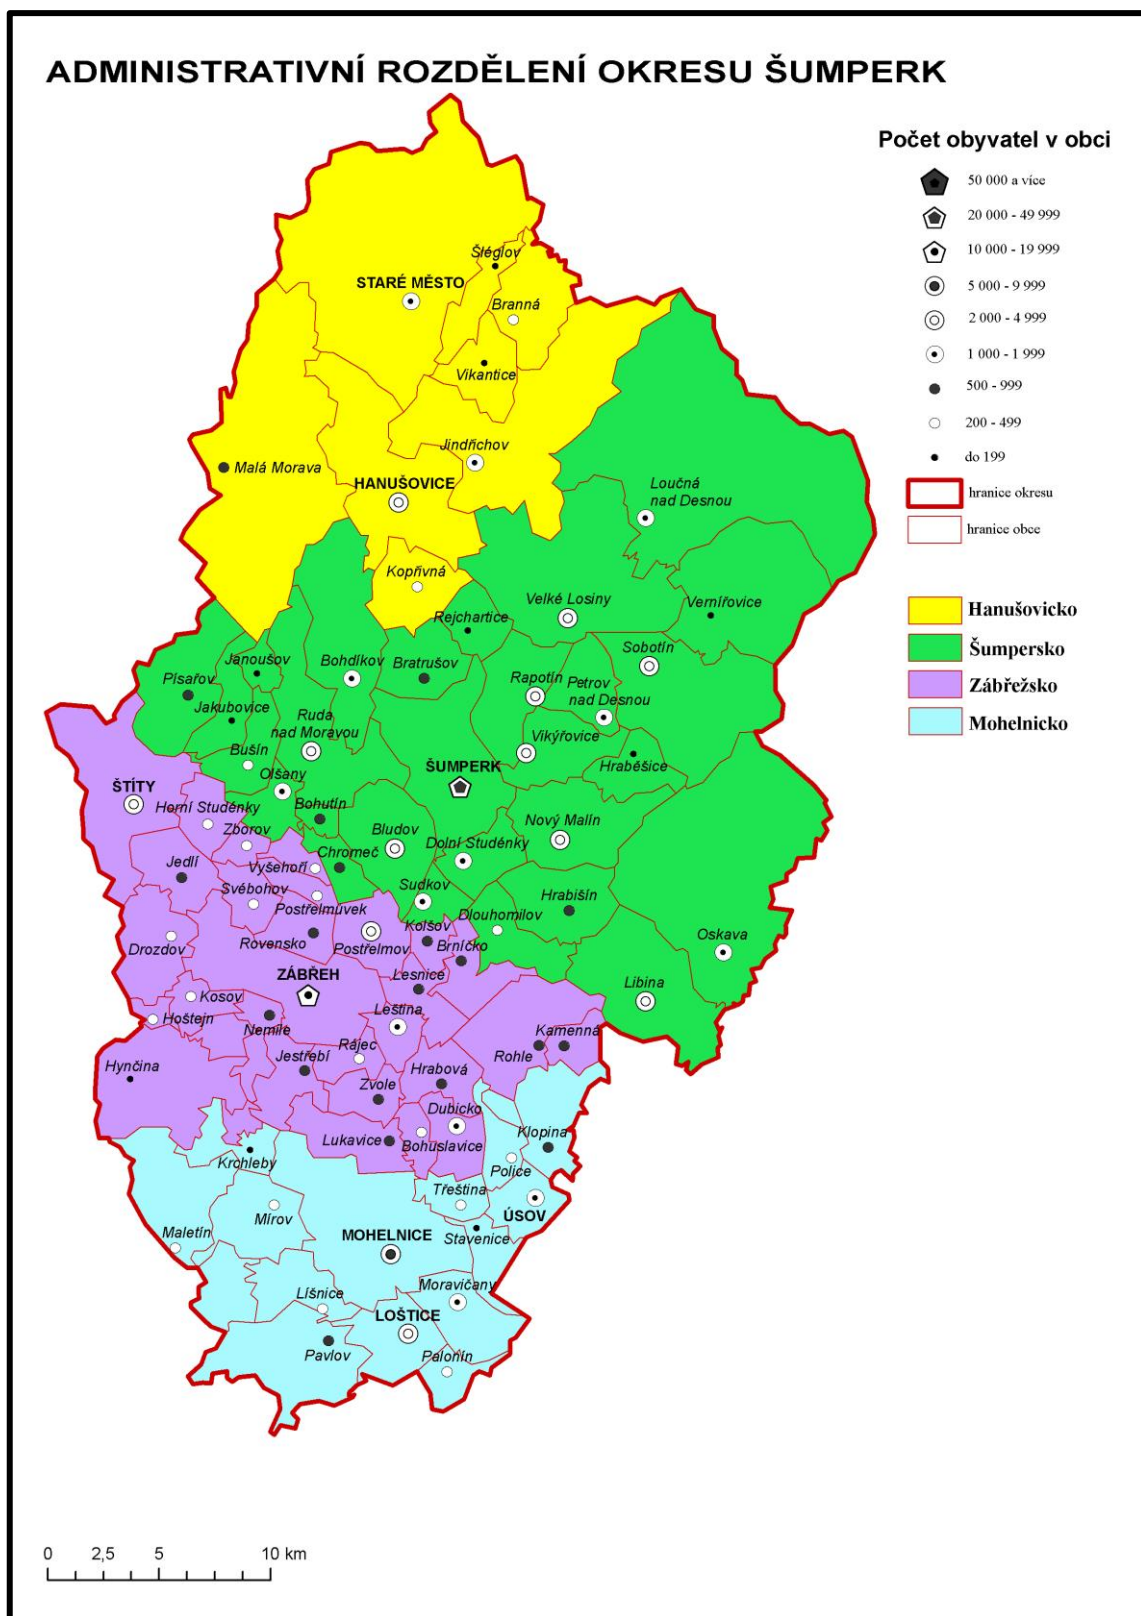 ADMINISTRATIVNÍ ROZDĚLENÍ OKRESU ŠUMPERK
Počet obyvatel v obci
50 000 a více
20 000 - 49 999
10 000 - 19 999
5 000 - 9 999
2 000 - 4 999
1 000 - 1 999
500 - 999
200 - 499
do 199
hranice okresu
hranice obce
Hanušovicko
Šumpersko
Zábřežsko
Mohelnicko
Šléglov
STARÉ MĚSTO
Branná
Vikantice
Jindřichov
Malá Morava
HANUŠOVICE
Loučná
nad Desnou
Kopřivná
Velké Losiny
Vernířovice
Rejchartice
Sobotín
Janoušov
Bohdíkov
Bratrušov
Písařov
Rapotín
Petrov
nad Desnou
Jakubovice
Ruda
nad Moravou
Vikýřovice
Bušín
Hraběšice
ŠUMPERK
Olšany
ŠTÍTY
Horní Studénky
Bohutín
Nový Malín
Bludov
Zborov
Dolní Studénky
Chromeč
Jedlí
Vyšehoří
Svébohov
Sudkov
Hrabišín
Postřelmůvek
Dlouhomilov
Kolšov
Drozdov
Rovensko
Postřelmov
Brníčko
Oskava
ZÁBŘEH
Lesnice
Libina
Kosov
Leština
Hoštejn
Nemile
Kamenná
Rájec
Rohle
Hynčina
Jestřebí
Hrabová
Zvole
Dubicko
Lukavice
Bohuslavice
Klopina
Krchleby
Police
Třeština
Mírov
ÚSOV
Maletín
MOHELNICE
Stavenice
Moravičany
Líšnice
LOŠTICE
Pavlov
Palonín
0 2,5 5 10 km